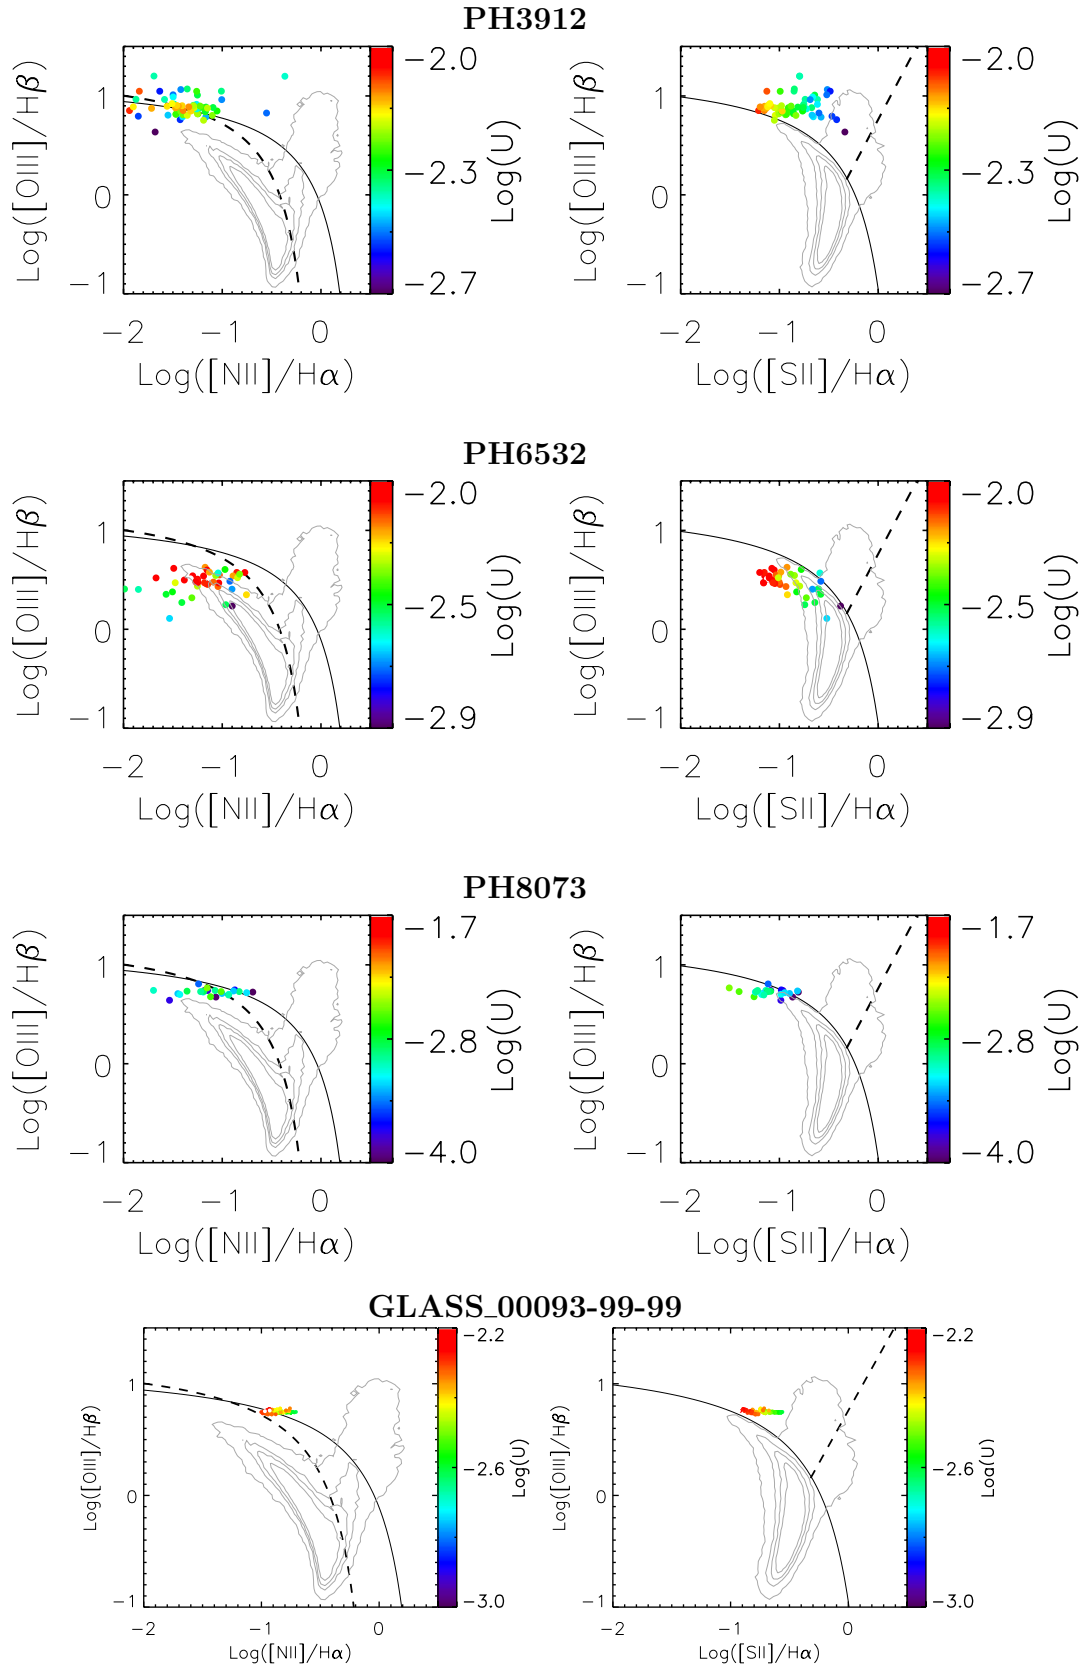 PH3912
Log([OIII]/Hβ)
1
0
−1
−2 −1 0
Log([NII]/Hα)
−2.0
−2.3
−2.7
Log(U)
Log([OIII]/Hβ)
1
0
−1
−2 −1 0
Log([SII]/Hα)
−2.0
−2.3
−2.7
Log(U)
PH6532
Log([OIII]/Hβ)
1
0
−1
−2 −1 0
Log([NII]/Hα)
−2.0
−2.5
−2.9
Log(U)
Log([OIII]/Hβ)
1
0
−1
−2 −1 0
Log([SII]/Hα)
−2.0
−2.5
−2.9
Log(U)
PH8073
Log([OIII]/Hβ)
1
0
−1
−2 −1 0
Log([NII]/Hα)
−1.7
−2.8
−4.0
Log(U)
Log([OIII]/Hβ)
1
0
−1
−2 −1 0
Log([SII]/Hα)
−1.7
−2.8
−4.0
Log(U)
GLASS_00093-99-99
Log([OIII]/Hβ)
1
0
−1
−2 −1 0
Log([NII]/Hα)
−2.2
−2.6
−3.0
Log(U)
Log([OIII]/Hβ)
1
0
−1
−2 −1 0
Log([SII]/Hα)
−2.2
−2.6
−3.0
Log(U)